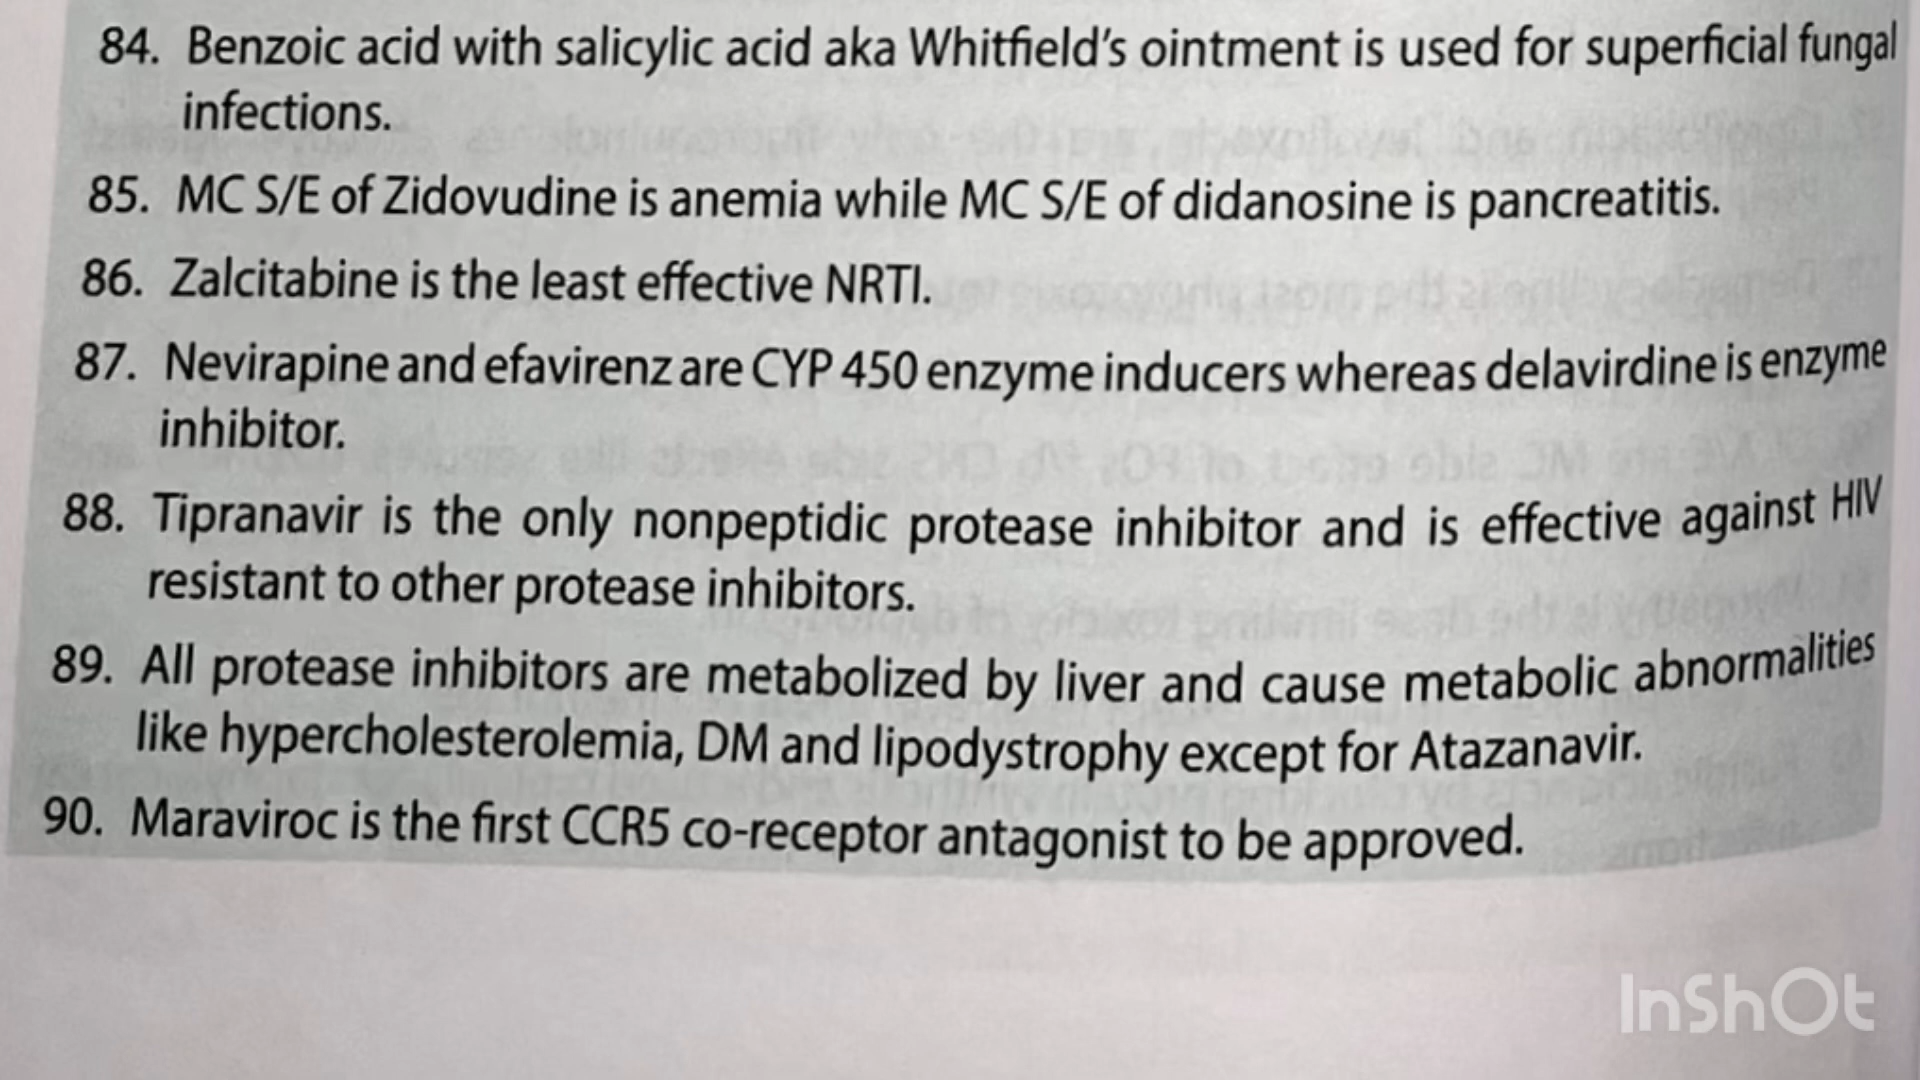 84. Benzoic acid with salicylic acid aka Whitfield's ointment is used for superficial fungal
infections.
85. MC S/E of Zidovudine is anemia while MC S/E of didanosine is pancreatitis.
86. Zalcitabine is the least effective NRTI.
87. Nevirapine and efavirenz are CYP 450 enzyme inducers whereas delavirdine is enzyme
inhibitor.
88. Tipranavir is the only nonpeptidic protease inhibitor and is effective against HIV
resistant to other protease inhibitors.
89. All protease inhibitors are metabolized by liver and cause metabolic abnormalities
like hypercholesterolemia, DM and lipodystrophy except for Atazanavir.
90. Maraviroc is the first CCR5 co-receptor antagonist to be approved.
InShOt